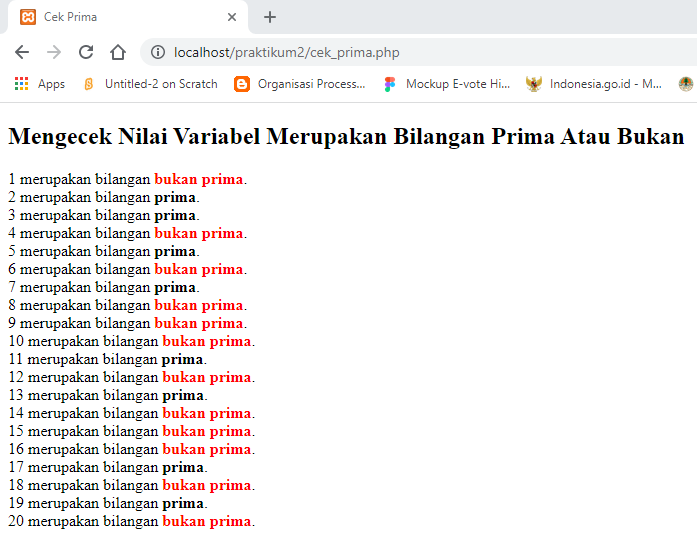 Cek Prima
localhost/praktikum2/cek_prima.php
Apps Untitled-2 on Scratch Organisasi Process... Mockup E-vote Hi... Indonesia.go.id - M...
Mengecek Nilai Variabel Merupakan Bilangan Prima Atau Bukan
1 merupakan bilangan bukan prima.
2 merupakan bilangan prima.
3 merupakan bilangan prima.
4 merupakan bilangan bukan prima.
5 merupakan bilangan prima.
6 merupakan bilangan bukan prima.
7 merupakan bilangan prima.
8 merupakan bilangan bukan prima.
9 merupakan bilangan bukan prima.
10 merupakan bilangan bukan prima.
11 merupakan bilangan prima.
12 merupakan bilangan bukan prima.
13 merupakan bilangan prima.
14 merupakan bilangan bukan prima.
15 merupakan bilangan bukan prima.
16 merupakan bilangan bukan prima.
17 merupakan bilangan prima.
18 merupakan bilangan bukan prima.
19 merupakan bilangan prima.
20 merupakan bilangan bukan prima.